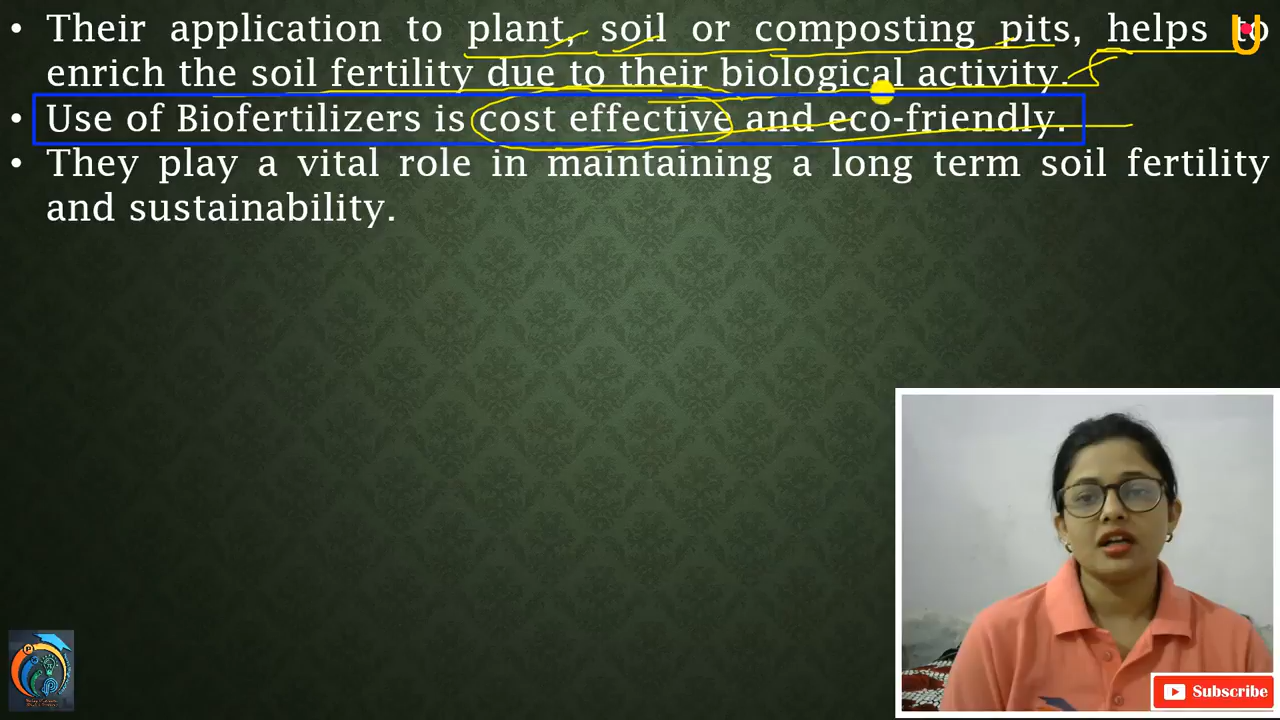 • Their application to plant, soil or composting pits, helps to
enrich the soil fertility due to their biological activity.
• Use of Biofertilizers is cost effective and eco-friendly.
• They play a vital role in maintaining a long term soil fertility
and sustainability.
Subscribe